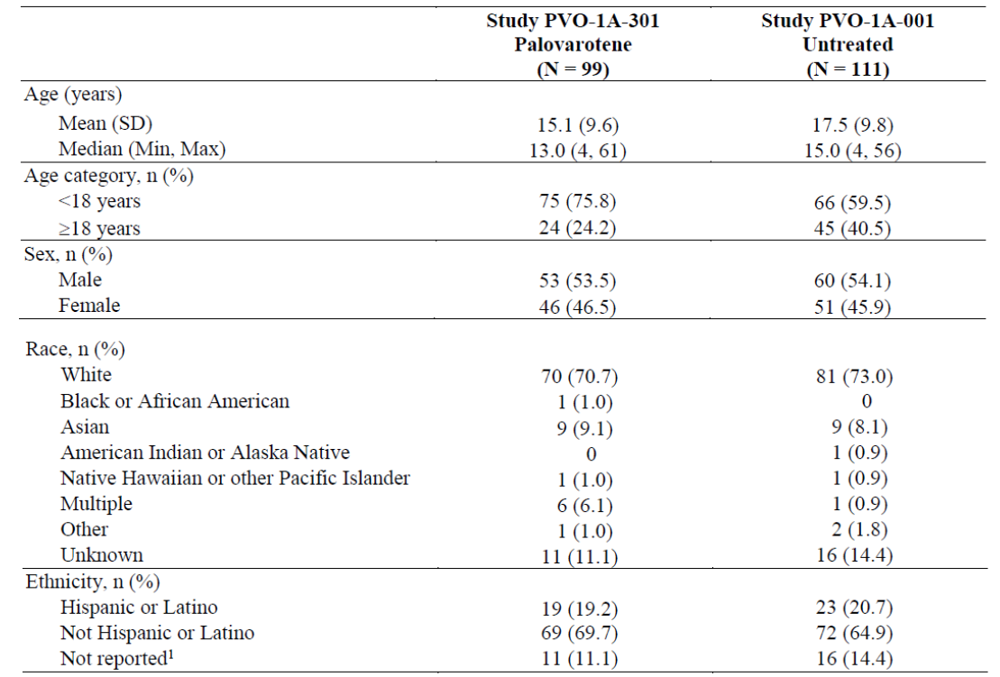 Study PVO-1A-301 Study PVO-1A-001
Palovarotene Untreated
(N = 99) (N = 111)
Age (years)
Mean (SD) 15.1 (9.6) 17.5 (9.8)
Median (Min, Max) 13.0 (4, 61) 15.0 (4, 56)
Age category, n (%)
<18 years 75 (75.8) 66 (59.5)
≥18 years 24 (24.2) 45 (40.5)
Sex, n (%)
Male 53 (53.5) 60 (54.1)
Female 46 (46.5) 51 (45.9)
Race, n (%)
White 70 (70.7) 81 (73.0)
Black or African American 1 (1.0) 0
Asian 9 (9.1) 9 (8.1)
American Indian or Alaska Native 0 1 (0.9)
Native Hawaiian or other Pacific Islander 1 (1.0) 1 (0.9)
Multiple 6 (6.1) 1 (0.9)
Other 1 (1.0) 2 (1.8)
Unknown 11 (11.1) 16 (14.4)
Ethnicity, n (%)
Hispanic or Latino 19 (19.2) 23 (20.7)
Not Hispanic or Latino 69 (69.7) 72 (64.9)
Not reported¹ 11 (11.1) 16 (14.4)